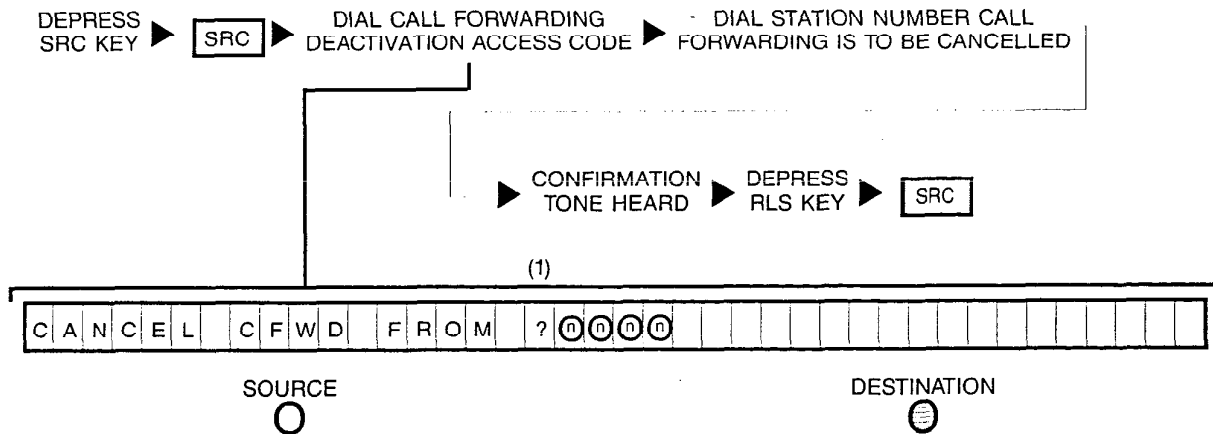 DEPRESS SRC KEY ▶ SRC ▶ DIAL CALL FORWARDING DEACTIVATION ACCESS CODE ▶ DIAL STATION NUMBER CALL FORWARDING IS TO BE CANCELLED
▶ CONFIRMATION TONE HEARD ▶ DEPRESS RLS KEY ▶ SRC
(1)
CANCEL CFWD FROM ?nnnn
SOURCE
DESTINATION